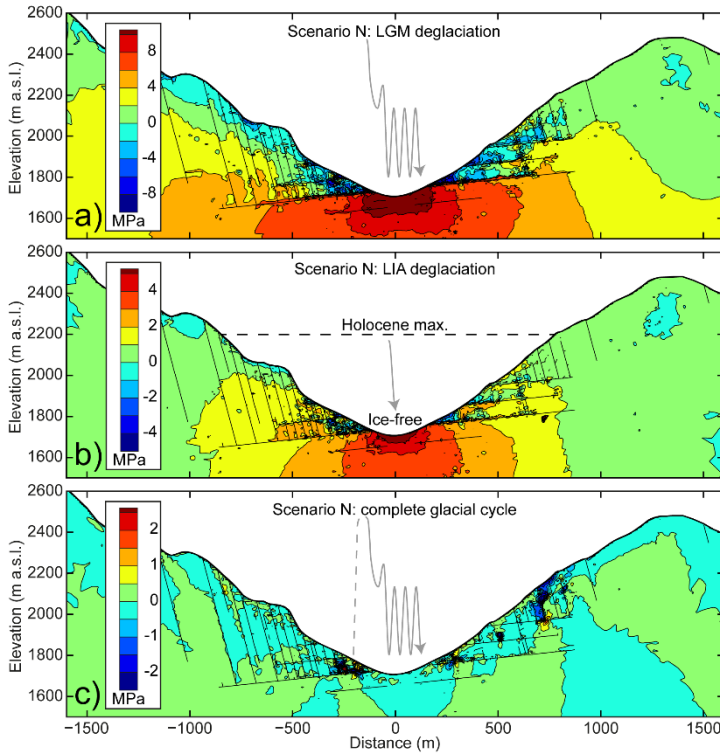 2600
Scenario N: LGM deglaciation
8
4
0
-4
-8
MPa
2400
2200
2000
1800
1600
Elevation (m a.s.l.)
a)
2600
Scenario N: LIA deglaciation
4
2
0
-2
-4
MPa
Holocene max.
Ice-free
2400
2200
2000
1800
1600
Elevation (m a.s.l.)
b)
2600
Scenario N: complete glacial cycle
2
1
0
-1
-2
MPa
2400
2200
2000
1800
1600
Elevation (m a.s.l.)
c)
−1500 −1000 −500 0 500 1000 1500
Distance (m)